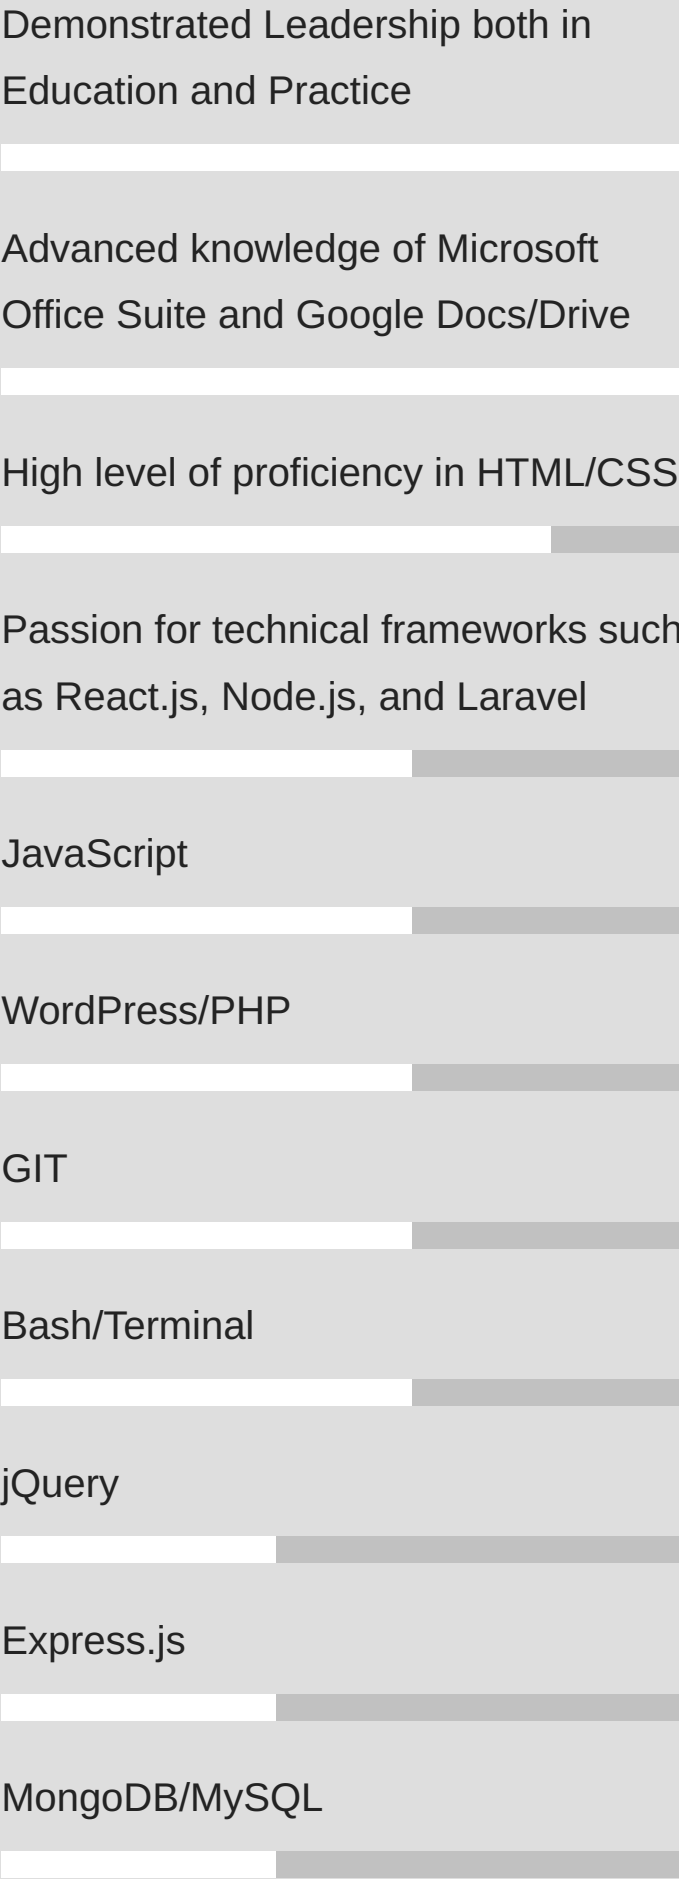 Demonstrated Leadership both in
Education and Practice
Advanced knowledge of Microsoft
Office Suite and Google Docs/Drive
High level of proficiency in HTML/CSS
Passion for technical frameworks such
as React.js, Node.js, and Laravel
JavaScript
WordPress/PHP
GIT
Bash/Terminal
jQuery
Express.js
MongoDB/MySQL